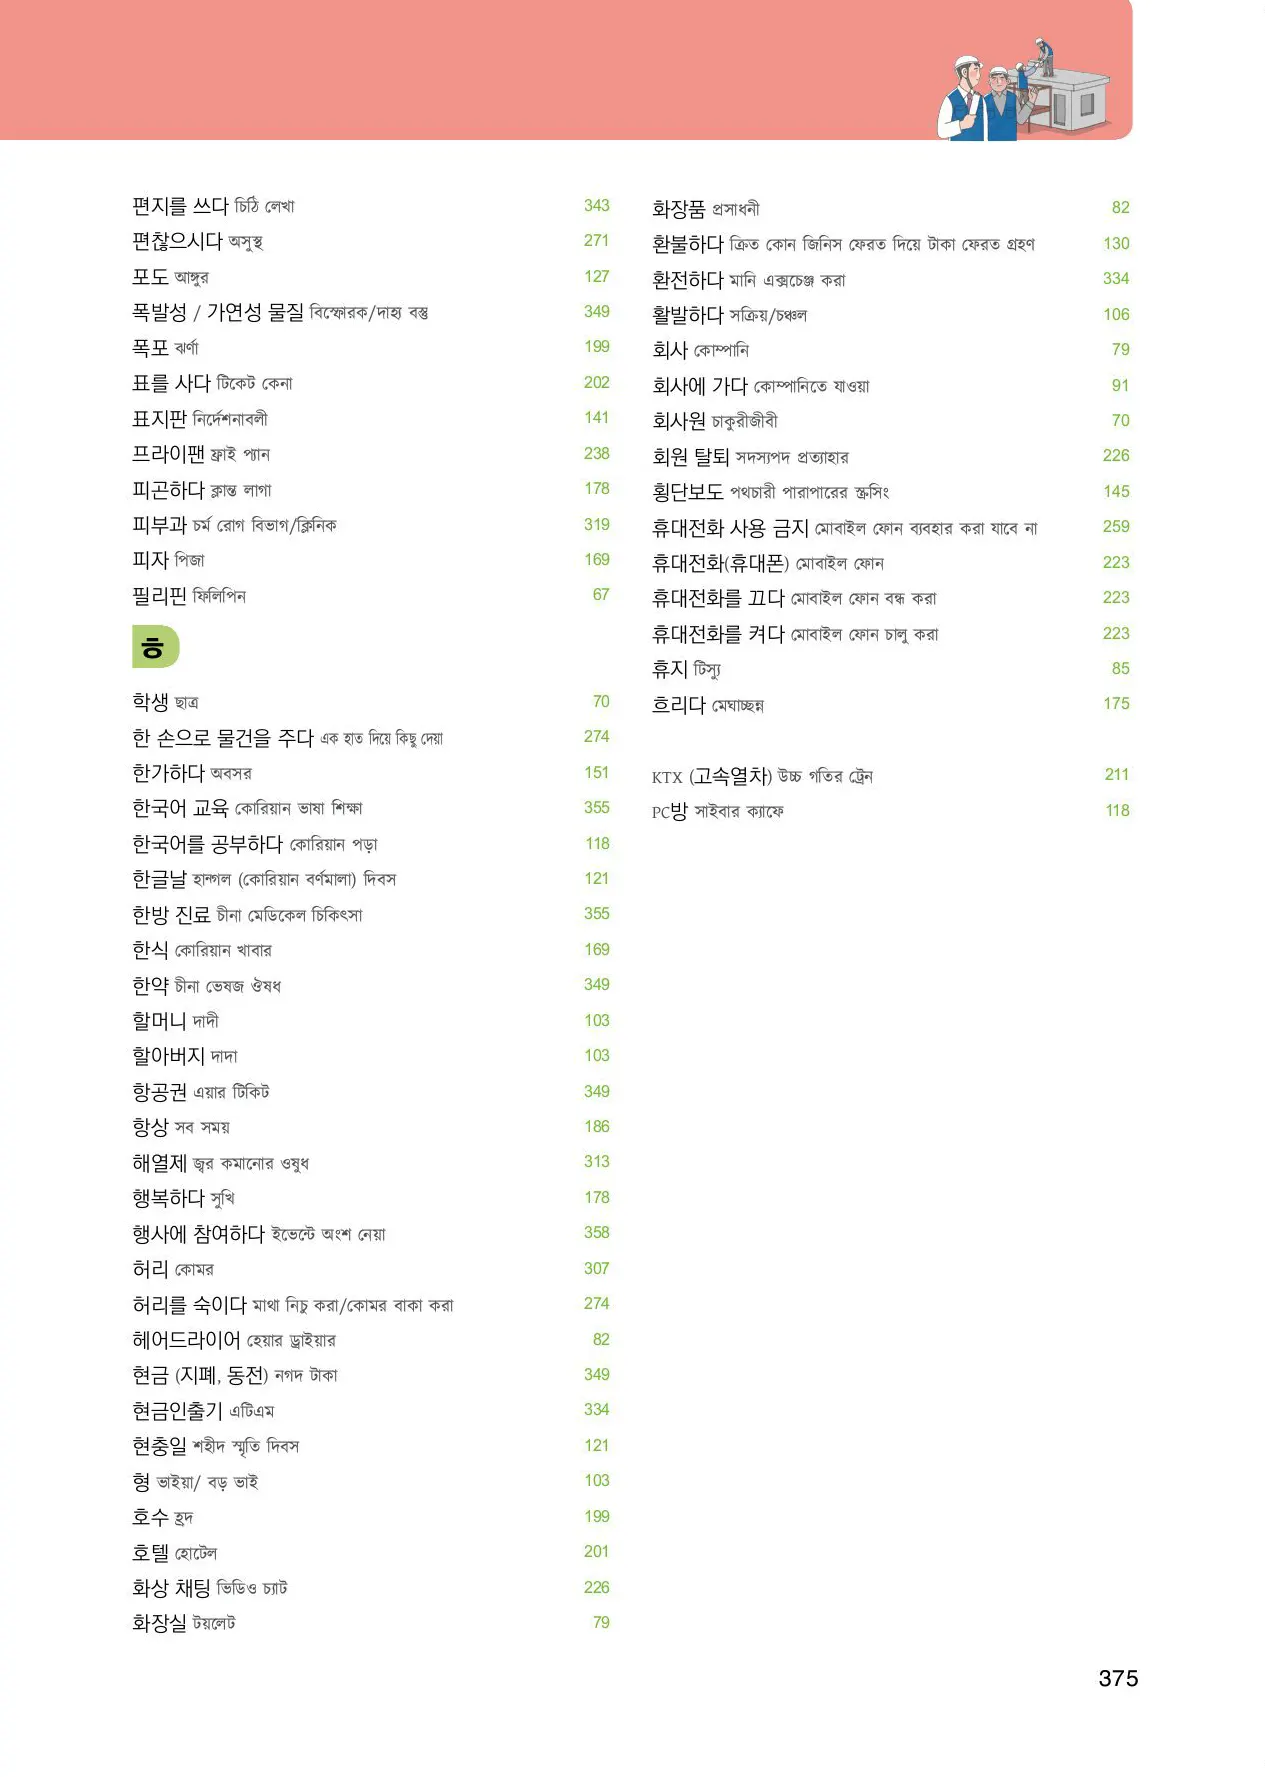 편지를 쓰다 চিঠি লেখা 343
편찮으시다 অসুস্থ 271
포도 আঙ্গুর 127
폭발성 / 가연성 물질 বিস্ফোরক/দাহ্য বস্তু 349
폭포 ঝর্ণা 199
표를 사다 টিকেট কেনা 202
표지판 নির্দেশনাবলী 141
프라이팬 ফ্রাই প্যান 238
피곤하다 ক্লান্ত লাগা 178
피부과 চর্ম রোগ বিভাগ/ক্লিনিক 319
피자 পিজা 169
필리핀 ফিলিপিন 67
ㅎ
학생 ছাত্র 70
한 손으로 물건을 주다 এক হাত দিয়ে কিছু দেয়া 274
한가하다 অবসর 151
한국어 교육 কোরিয়ান ভাষা শিক্ষা 355
한국어를 공부하다 কোরিয়ান পড়া 118
한글날 হানগল (কোরিয়ান বর্ণমালা) দিবস 121
한방 진료 চীনা মেডিকেল চিকিৎসা 355
한식 কোরিয়ান খাবার 169
한약 চীনা ভেষজ ঔষধ 349
할머니 দাদী 103
할아버지 দাদা 103
항공권 এয়ার টিকিট 349
항상 সব সময় 186
해열제 জ্বর কমানোর ওষুধ 313
행복하다 সুখি 178
행사에 참여하다 ইভেন্টে অংশ নেয়া 358
허리 কোমর 307
허리를 숙이다 মাথা নিচু করা/কোমর বাকা করা 274
헤어드라이어 হেয়ার ড্রাইয়ার 82
현금 (지폐, 동전) নগদ টাকা 349
현금인출기 এটিএম 334
현충일 শহীদ স্মৃতি দিবস 121
형 ভাইয়া/ বড় ভাই 103
호수 হ্রদ 199
호텔 হোটেল 201
화상 채팅 ভিডিও চ্যাট 226
화장실 টয়লেট 79
화장품 প্রসাধনী 82
환불하다 ক্রিত কোন জিনিস ফেরত দিয়ে টাকা ফেরত গ্রহণ 130
환전하다 মানি এক্সচেঞ্জ করা 334
활발하다 সক্রিয়/চঞ্চল 106
회사 কোম্পানি 79
회사에 가다 কোম্পানিতে যাওয়া 91
회사원 চাকুরীজীবী 70
회원 탈퇴 সদস্যপদ প্রত্যাহার 226
횡단보도 পথচারী পারাপারের স্ক্রসিং 145
휴대전화 사용 금지 মোবাইল ফোন ব্যবহার করা যাবে না 259
휴대전화(휴대폰) মোবাইল ফোন 223
휴대전화를 끄다 মোবাইল ফোন বন্ধ করা 223
휴대전화를 켜다 মোবাইল ফোন চালু করা 223
휴지 টিস্যু 85
흐리다 মেঘাচ্ছন্ন 175
KTX (고속열차) উচ্চ গতির ট্রেন 211
PC방 সাইবার ক্যাফে 118
375